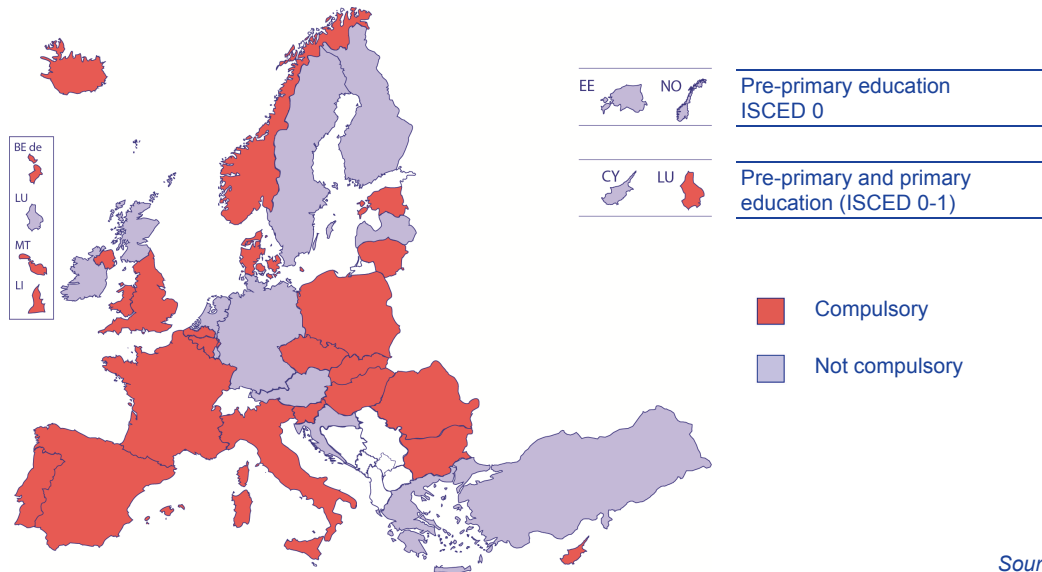 BE de
LU
MT
LI
EE NO
Pre-primary education
ISCED 0
CY LU
Pre-primary and primary
education (ISCED 0-1)
Compulsory
Not compulsory